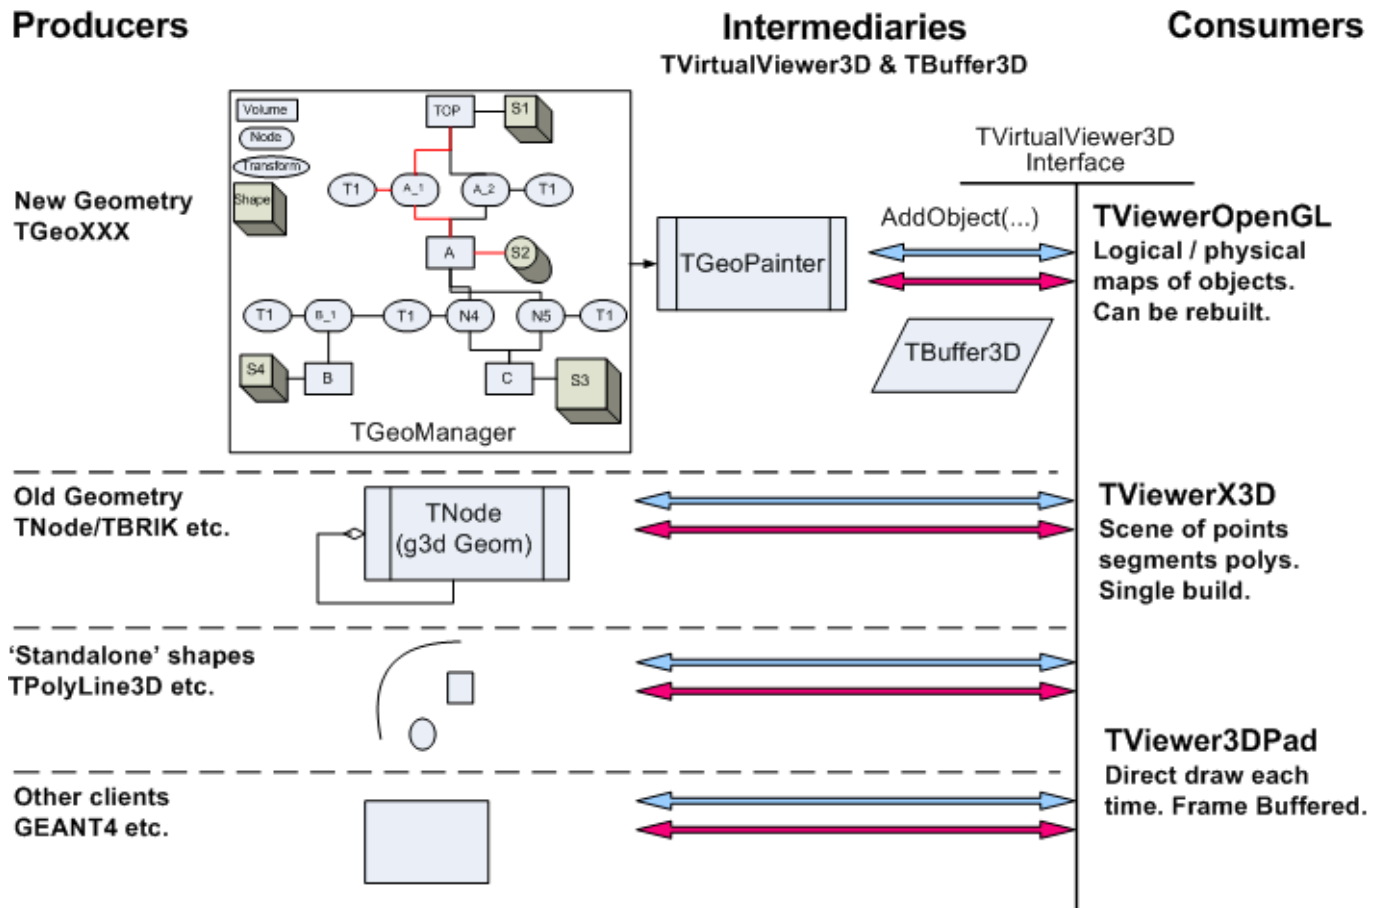 Producers
Intermediaries
Consumers
TVirtualViewer3D & TBuffer3D
New Geometry
TGeoXXX
Volume
Node
Transform
Shape
TOP
S1
T1
A_1
A_2
T1
A
S2
T1
B_1
T1
N4
N5
T1
S4
B
C
S3
TGeoManager
TGeoPainter
TVirtualViewer3D
Interface
AddObject(...)
TBuffer3D
TViewerOpenGL
Logical / physical
maps of objects.
Can be rebuilt.
Old Geometry
TNode/TBRIK etc.
TNode
(g3d Geom)
TViewerX3D
Scene of points
segments polys.
Single build.
‘Standalone’ shapes
TPolyLine3D etc.
TViewer3DPad
Direct draw each
time. Frame Buffered.
Other clients
GEANT4 etc.